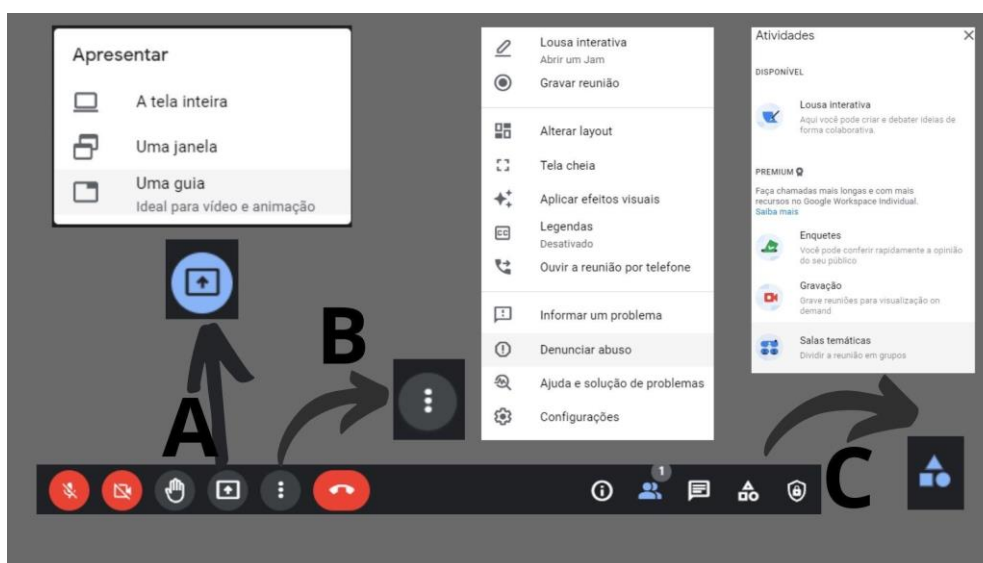 Apresentar
A tela inteira
Uma janela
Uma guia
Ideal para vídeo e animação
A
B
Lousa interativa
Abrir um Jam
Gravar reunião
Alterar layout
Tela cheia
Aplicar efeitos visuais
CC
Legendas
Desativado
Ouvir a reunião por telefone
Informar um problema
Denunciar abuso
Ajuda e solução de problemas
Configurações
Atividades
DISPONÍVEL
Lousa interativa
Aqui você pode criar e debater ideias de
forma colaborativa.
PREMIUM
Faça chamadas mais longas e com mais
recursos no Google Workspace Individual.
Saiba mais
Enquetes
Você pode conferir rapidamente a opinião
do seu público
Gravação
Grave reuniões para visualização on
demand
Salas temáticas
Dividir a reunião em grupos
C
1